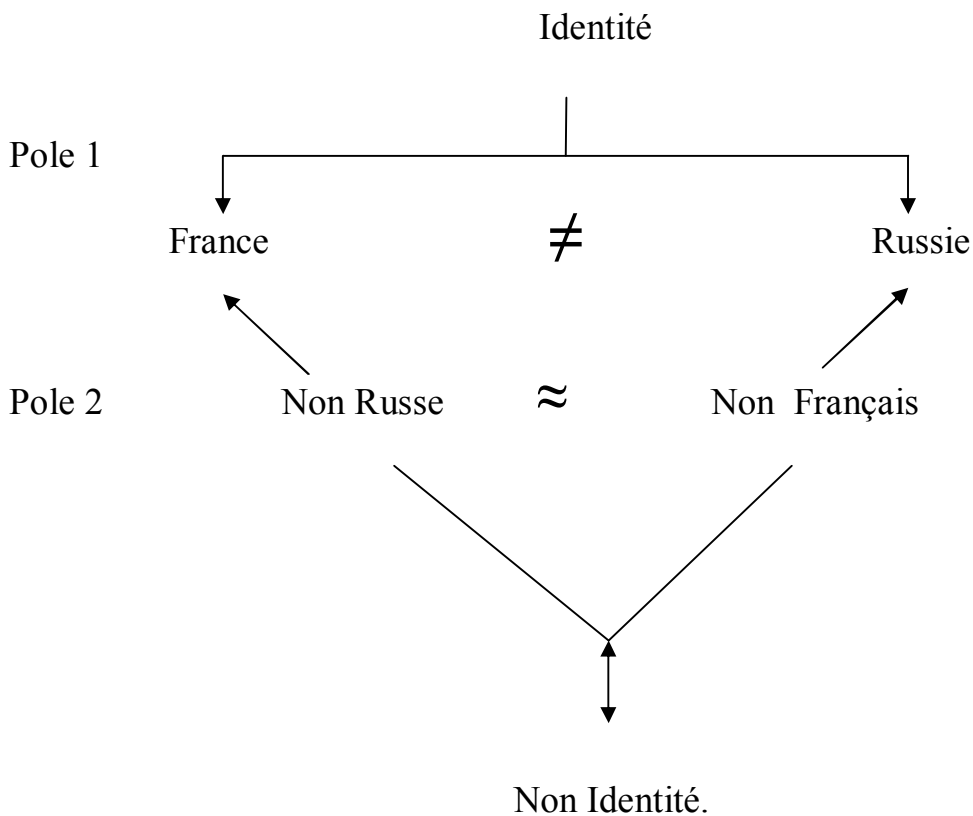 Identité
Pole 1
France ≠ Russie
Pole 2 Non Russe ≈ Non Français
Non Identité.